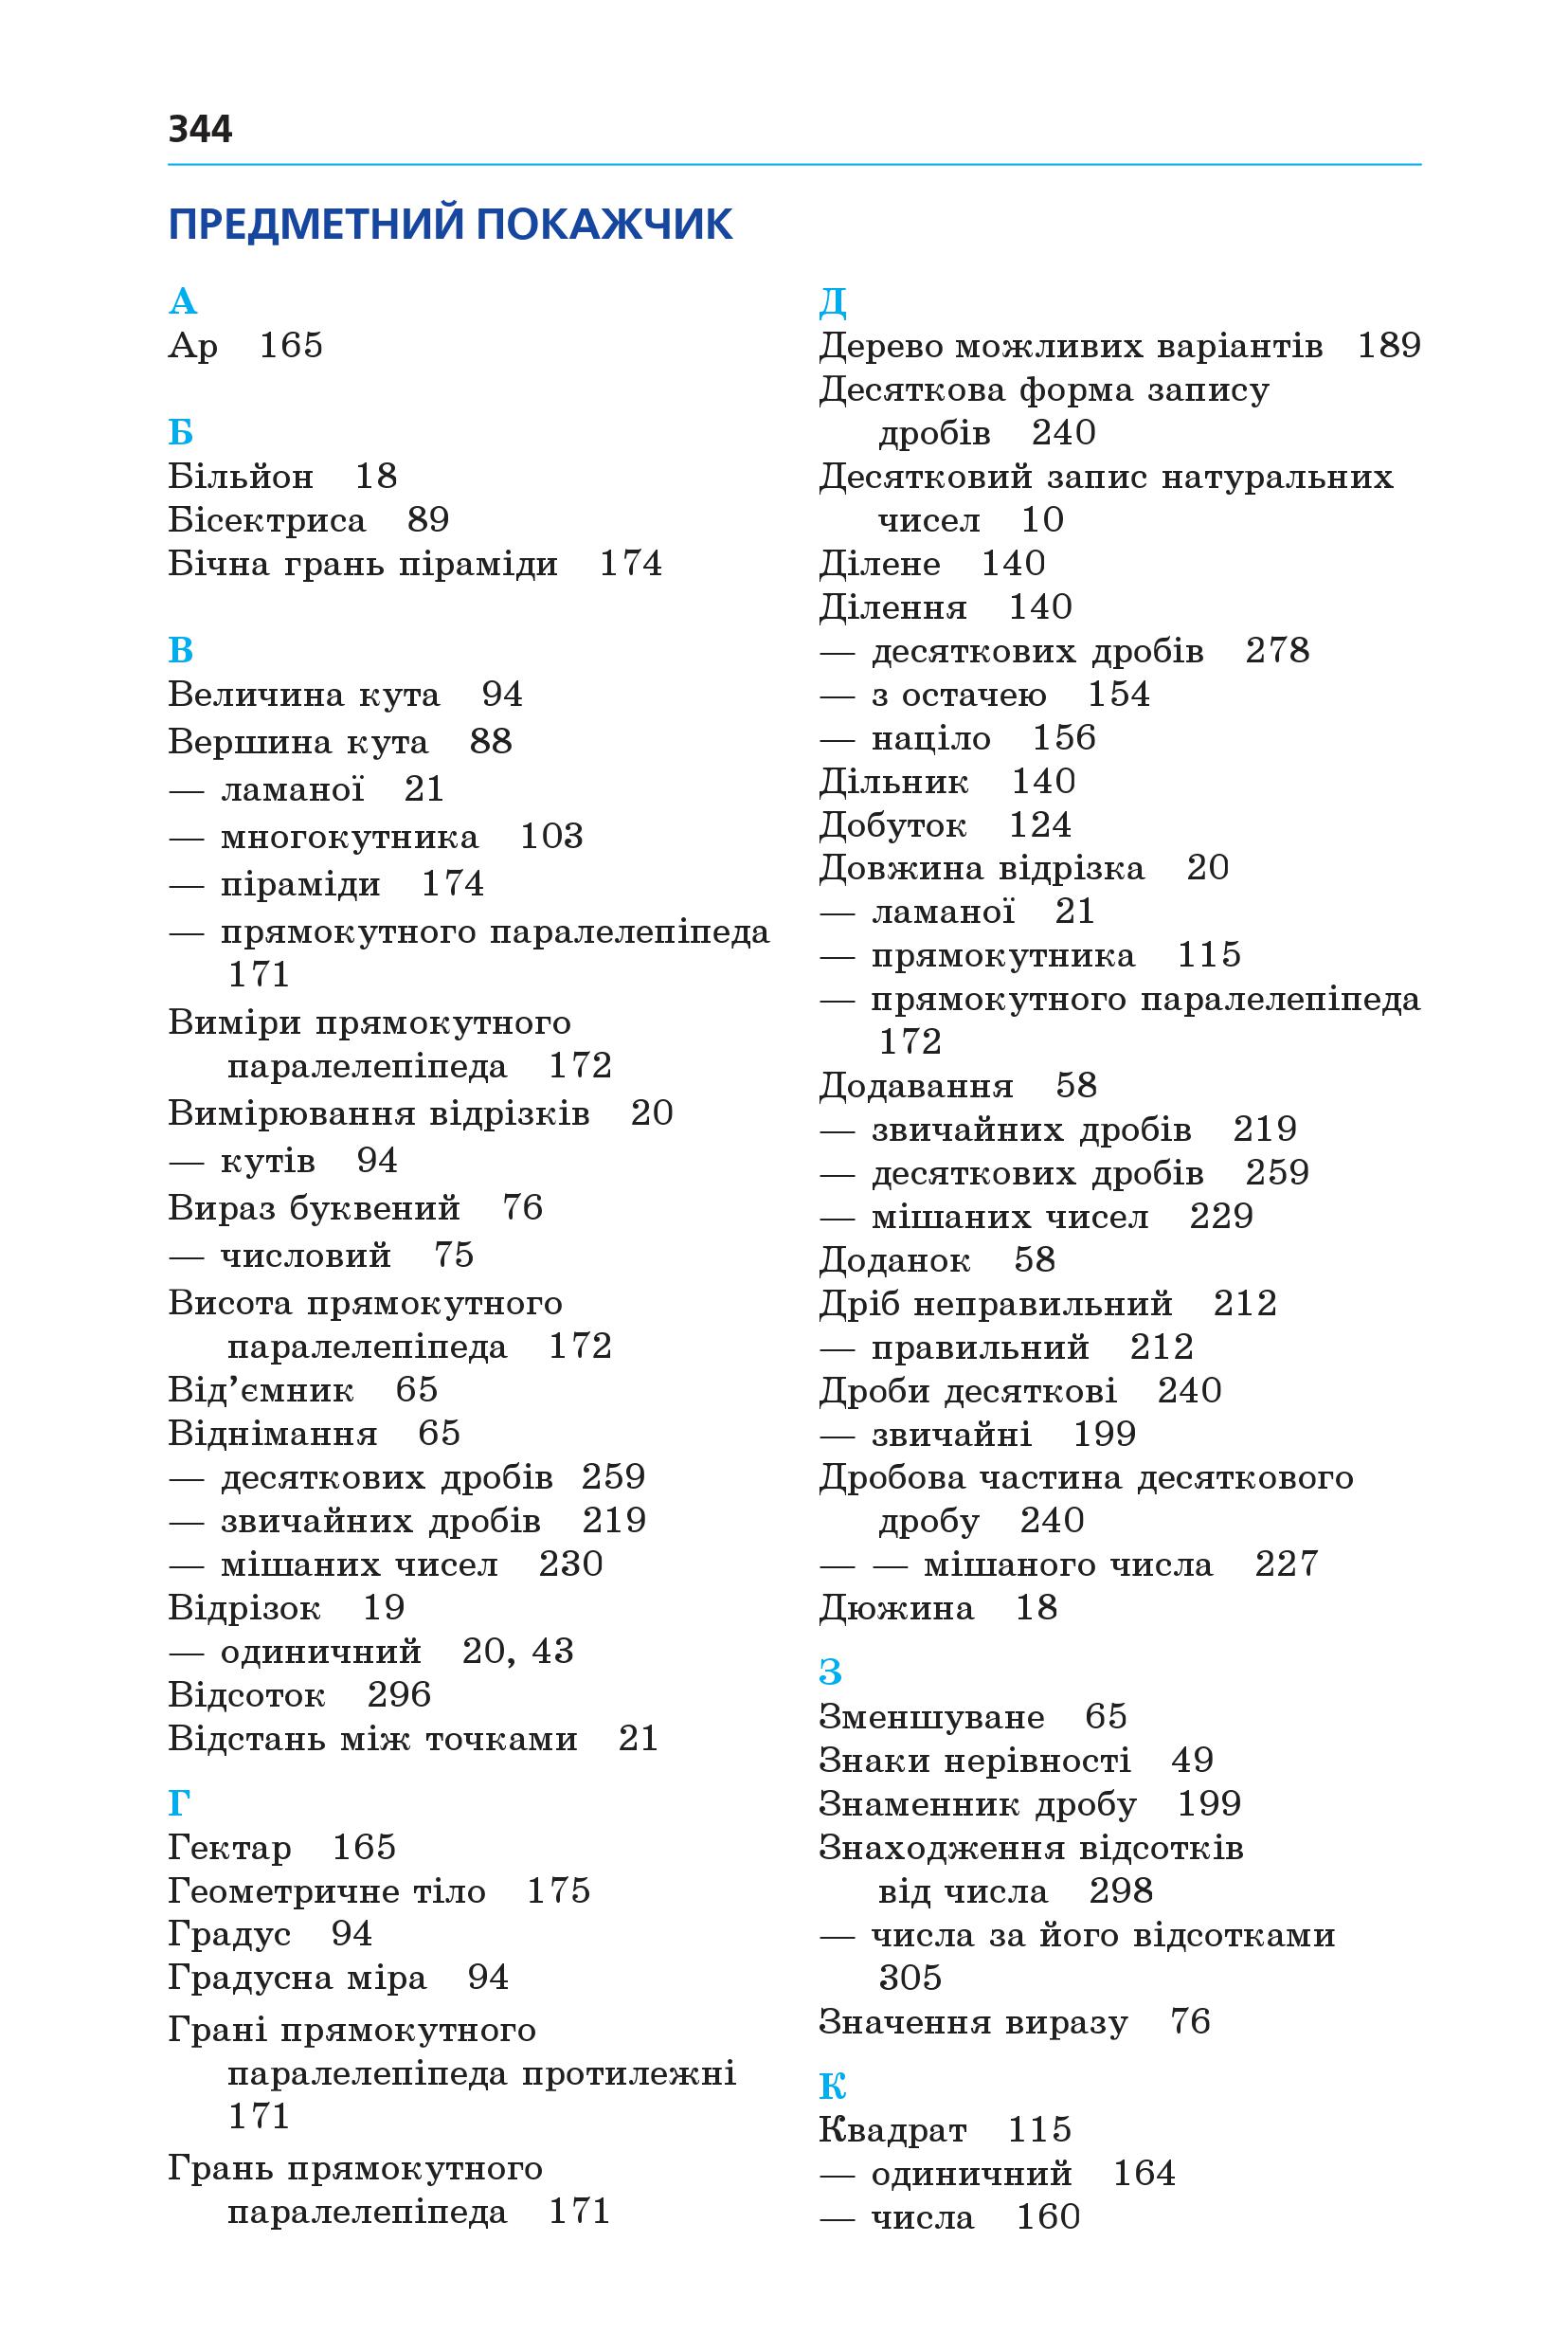 344
ПРЕДМЕТНИЙ ПОКАЖЧИК
А
Ар 165
Б
Більйон 18
Бісектриса 89
Бічна грань піраміди 174
В
Величина кута 94
Вершина кута 88
— ламаної 21
— многокутника 103
— піраміди 174
— прямокутного паралелепіпеда
171
Виміри прямокутного
паралелепіпеда 172
Вимірювання відрізків 20
— кутів 94
Вираз буквений 76
— числовий 75
Висота прямокутного
паралелепіпеда 172
Від’ємник 65
Віднімання 65
— десяткових дробів 259
— звичайних дробів 219
— мішаних чисел 230
Відрізок 19
— одиничний 20, 43
Відсоток 296
Відстань між точками 21
Г
Гектар 165
Геометричне тіло 175
Градус 94
Градусна міра 94
Грані прямокутного
паралелепіпеда протилежні
171
Грань прямокутного
паралелепіпеда 171
Д
Дерево можливих варіантів 189
Десяткова форма запису
дробів 240
Десятковий запис натуральних
чисел 10
Ділене 140
Ділення 140
— десяткових дробів 278
— з остачею 154
— націло 156
Дільник 140
Добуток 124
Довжина відрізка 20
— ламаної 21
— прямокутника 115
— прямокутного паралелепіпеда
172
Додавання 58
— звичайних дробів 219
— десяткових дробів 259
— мішаних чисел 229
Доданок 58
Дріб неправильний 212
— правильний 212
Дроби десяткові 240
— звичайні 199
Дробова частина десяткового
дробу 240
— — мішаного числа 227
Дюжина 18
З
Зменшуване 65
Знаки нерівності 49
Знаменник дробу 199
Знаходження відсотків
від числа 298
— числа за його відсотками
305
Значення виразу 76
К
Квадрат 115
— одиничний 164
— числа 160